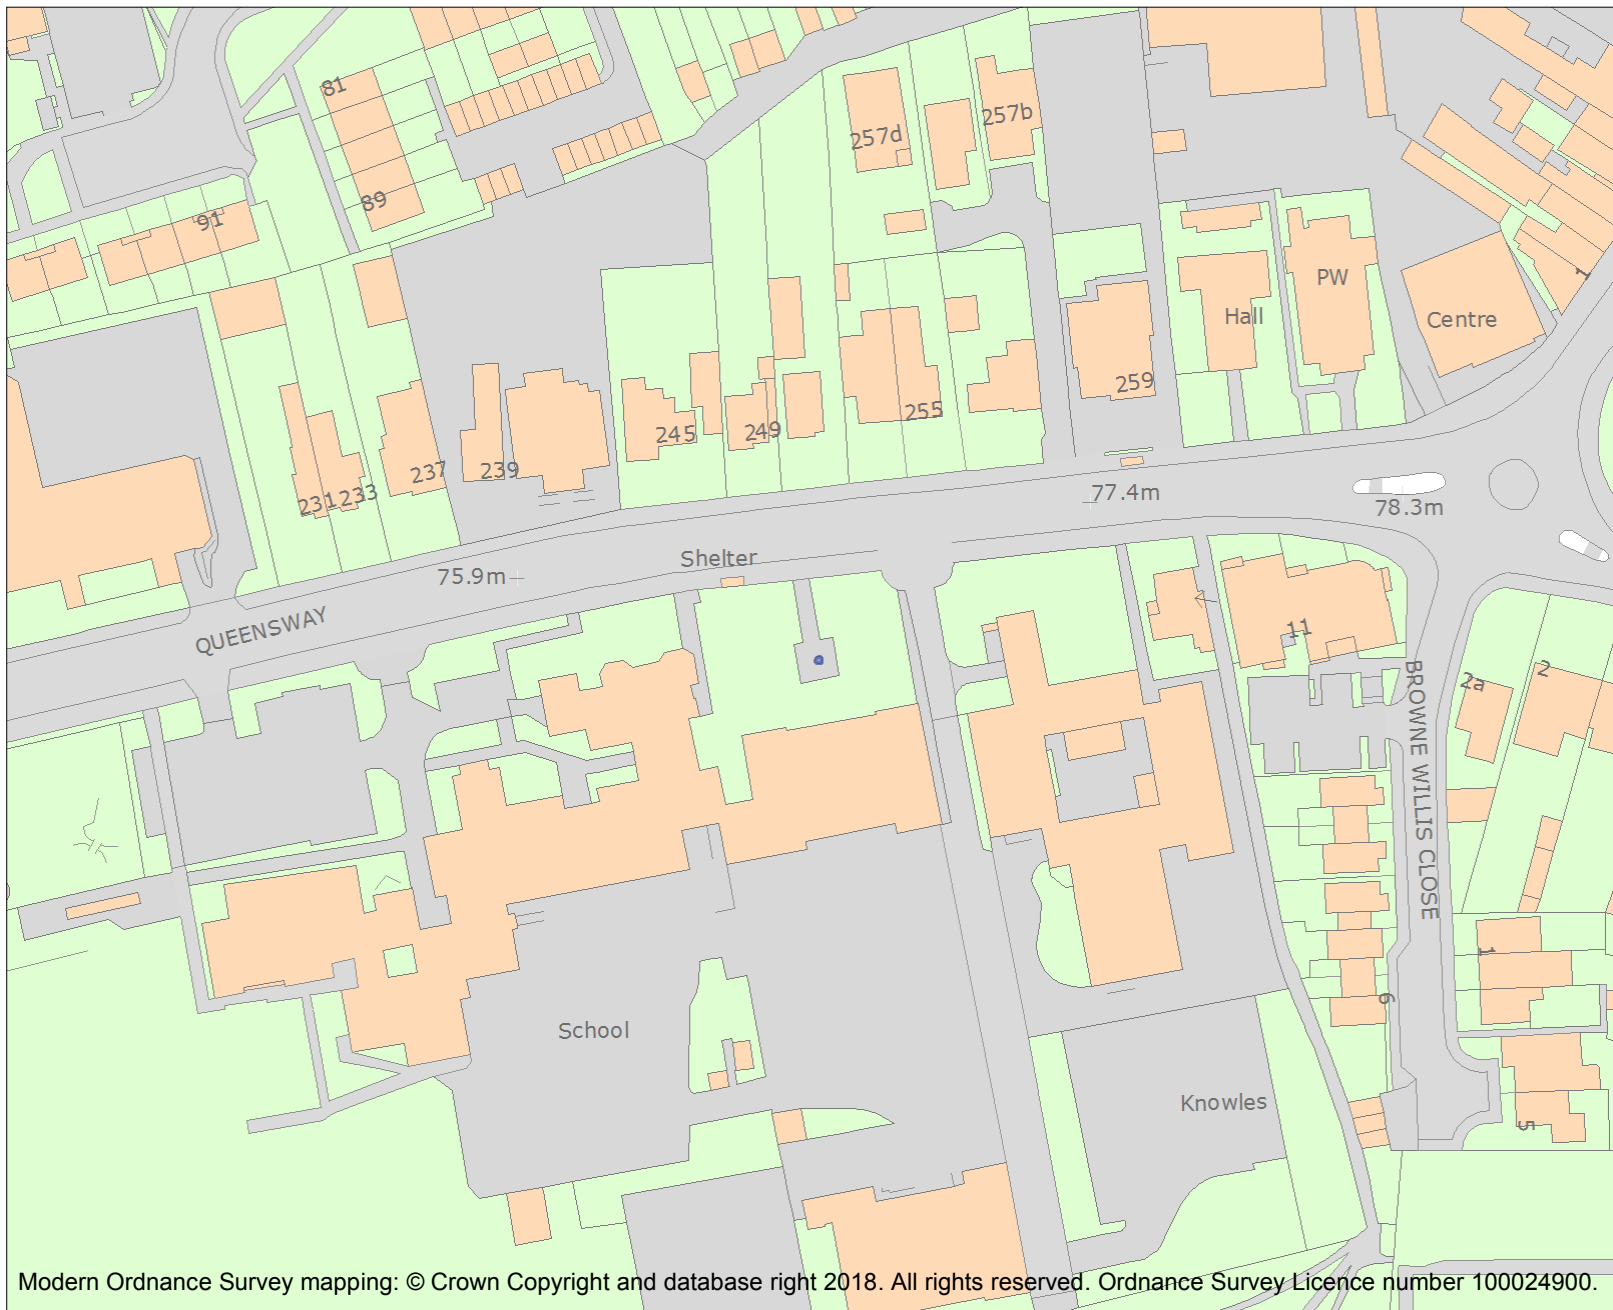 81
257d
257b
89
91
PW
Hall
Centre
1
259
255
245
249
237
239
231
233
77.4m
78.3m
Shelter
75.9m
QUEENSWAY
11
BROWNE WILLIS CLOSE
2a
2
1
6
School
Knowles
5
Modern Ordnance Survey mapping: © Crown Copyright and database right 2018. All rights reserved. Ordnance Survey Licence number 100024900.